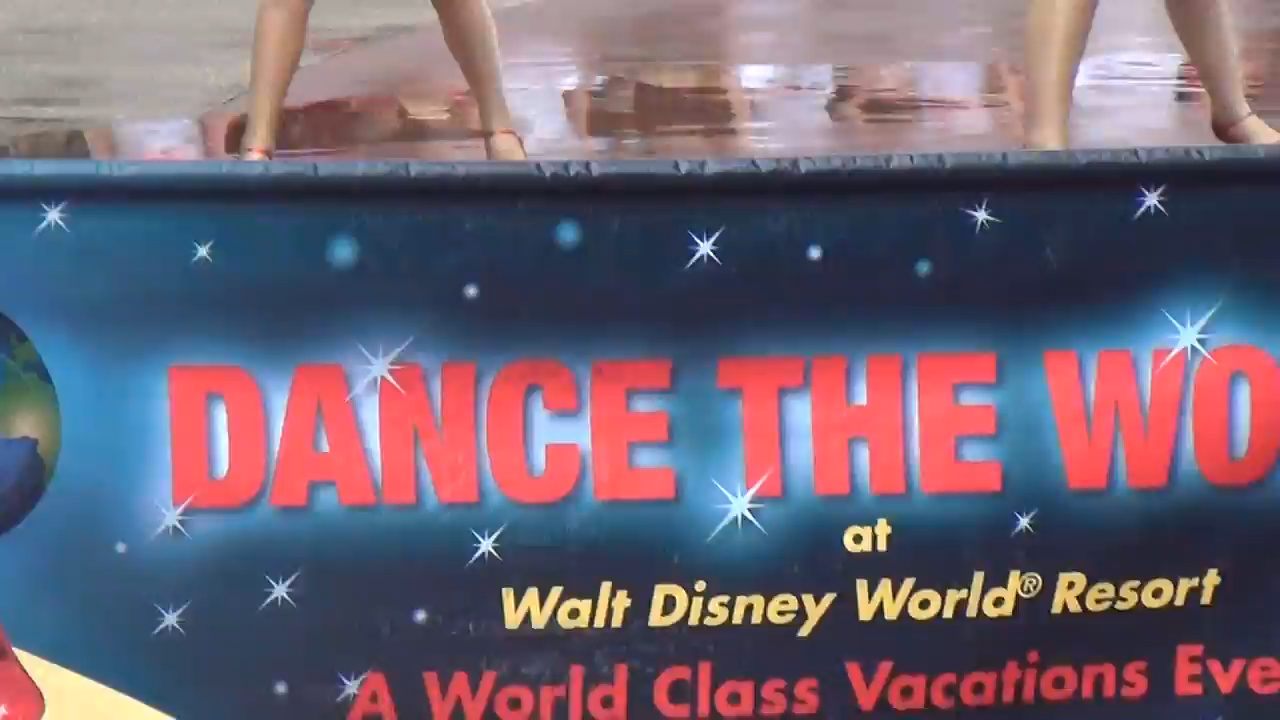 DANCE THE WO
at
Walt Disney World® Resort
A World Class Vacations Eve